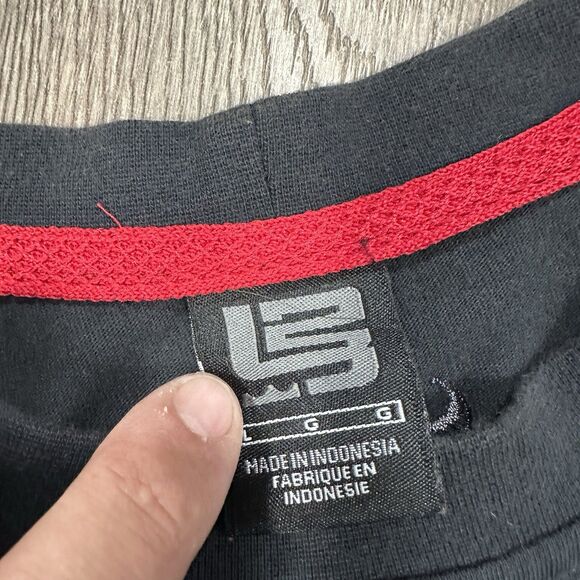 L G G
MADE IN INDONESIA
FABRIQUE EN
INDONESIE